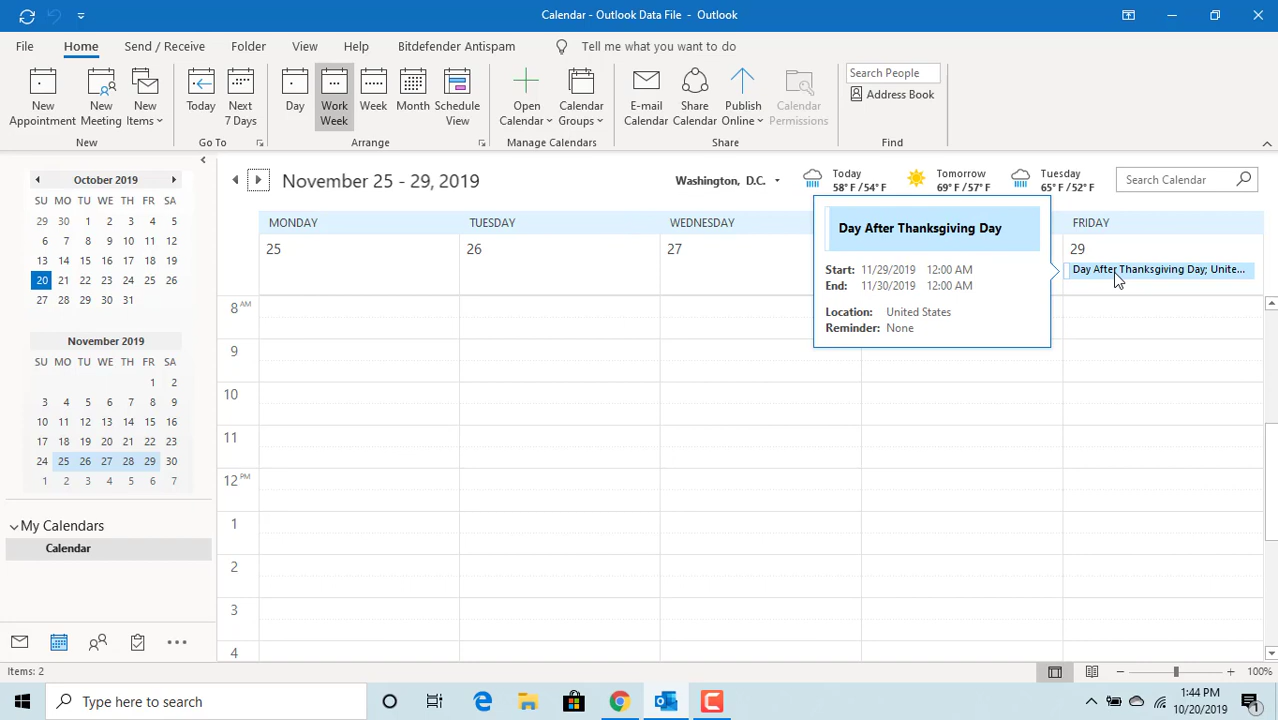 Calendar - Outlook Data File - Outlook
File Home Send / Receive Folder View Help Bitdefender Antispam Tell me what you want to do
New Appointment
New Meeting
New Items
Today
Next 7 Days
Day
Work Week
Week
Month
Schedule View
Open Calendar
Calendar Groups
E-mail Calendar
Share Calendar
Publish Online
Calendar Permissions
Search People
Address Book
New Go To Arrange Manage Calendars Share Find
October 2019
SU MO TU WE TH FR SA
29 30 1 2 3 4 5
6 7 8 9 10 11 12
13 14 15 16 17 18 19
20 21 22 23 24 25 26
27 28 29 30 31
November 2019
SU MO TU WE TH FR SA
1 2
3 4 5 6 7 8 9
10 11 12 13 14 15 16
17 18 19 20 21 22 23
24 25 26 27 28 29 30
1 2 3 4 5 6 7
My Calendars
Calendar
November 25 - 29, 2019
Washington, D.C.
Today
58° F / 54° F
Tomorrow
69° F / 57° F
Tuesday
65° F / 52° F
Search Calendar
MONDAY TUESDAY WEDNESDAY FRIDAY
25 26 27 29
Day After Thanksgiving Day; Unite...
Day After Thanksgiving Day
Start: 11/29/2019 12:00 AM
End: 11/30/2019 12:00 AM
Location: United States
Reminder: None
8 AM
9
10
11
12 PM
1
2
3
4
Items: 2
100%
Type here to search
1:44 PM
10/20/2019
1